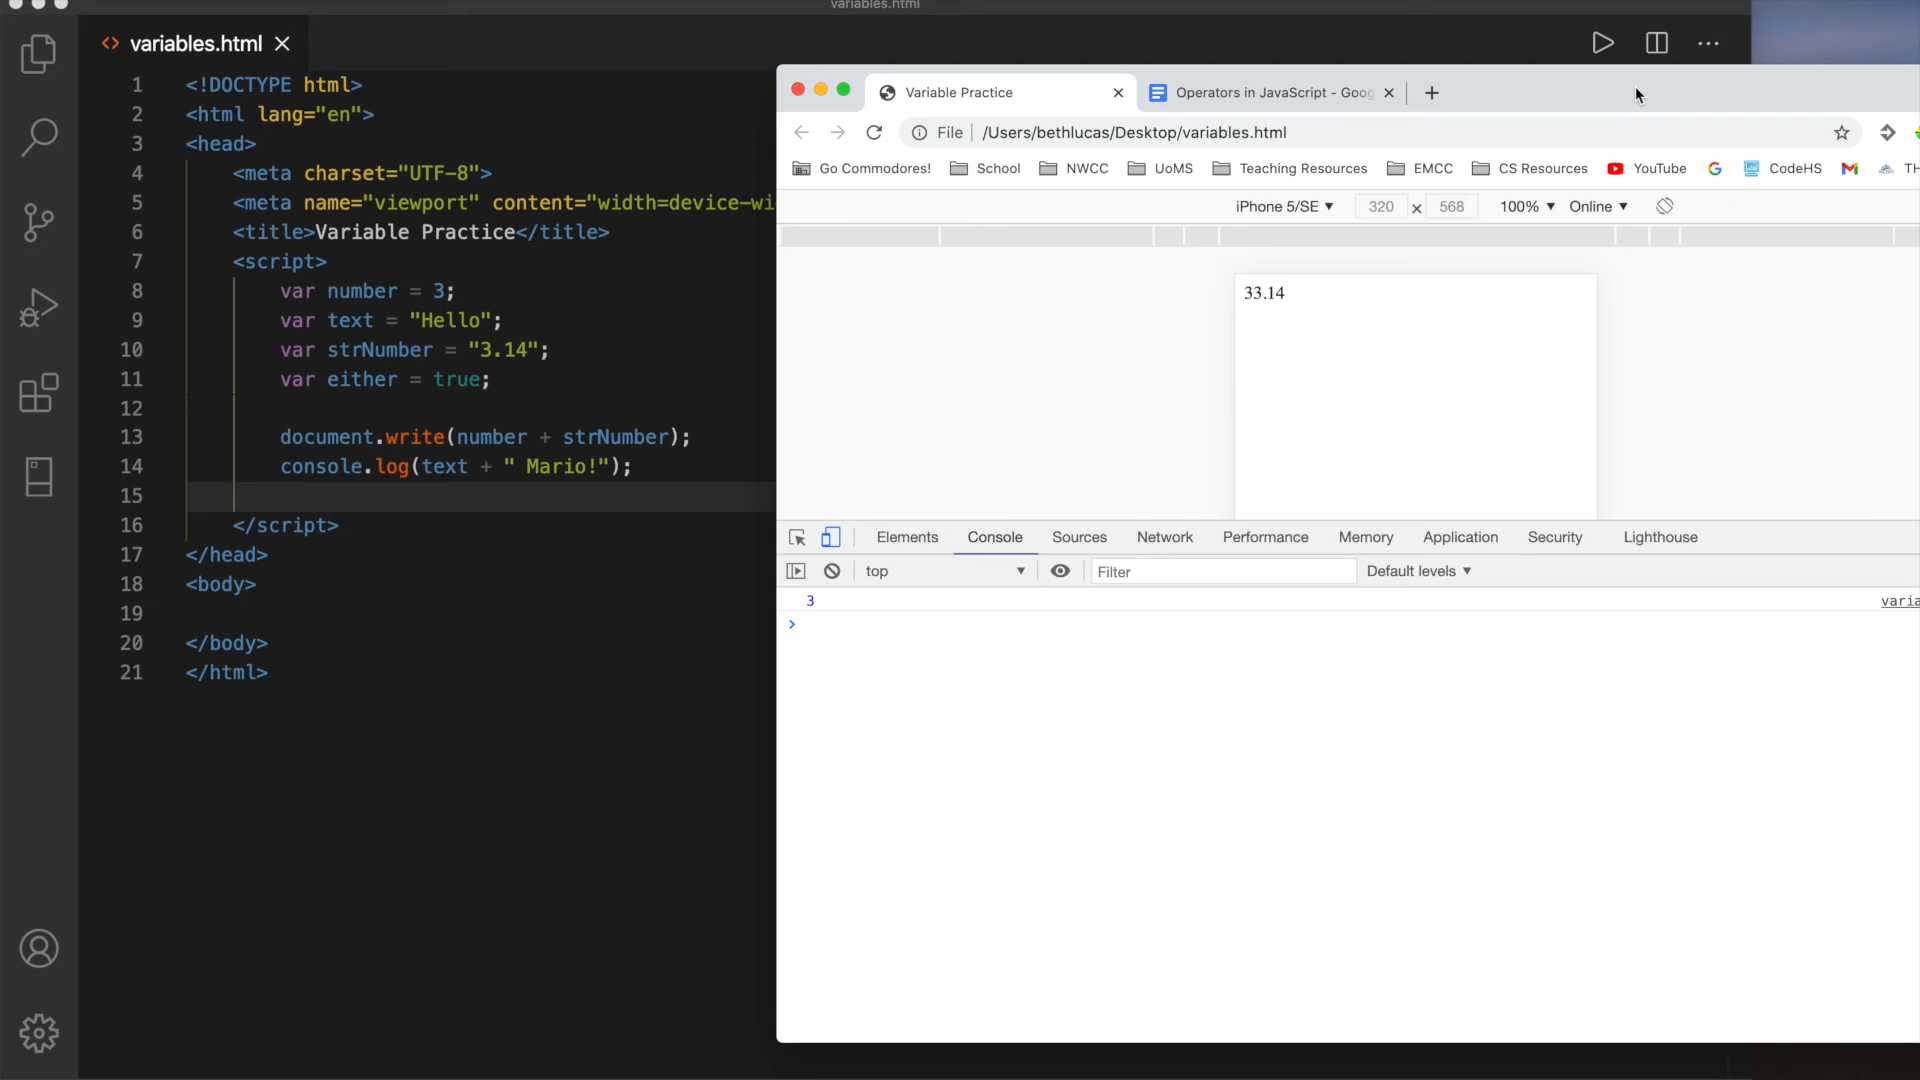 variables.html
variables.html
1 <!DOCTYPE html>
2 <html lang="en">
3 <head>
4 <meta charset="UTF-8">
5 <meta name="viewport" content="width=device-wi
6 <title>Variable Practice</title>
7 <script>
8 var number = 3;
9 var text = "Hello";
10 var strNumber = "3.14";
11 var either = true;
12
13 document.write(number + strNumber);
14 console.log(text + " Mario!");
15
16 </script>
17 </head>
18 <body>
19
20 </body>
21 </html>
Variable Practice
Operators in JavaScript - Goog
File /Users/bethlucas/Desktop/variables.html
Go Commodores! School NWCC UoMS Teaching Resources EMCC CS Resources YouTube CodeHS TH
iPhone 5/SE 320 x 568 100% Online
33.14
Elements Console Sources Network Performance Memory Application Security Lighthouse
top Filter Default levels
3 varia